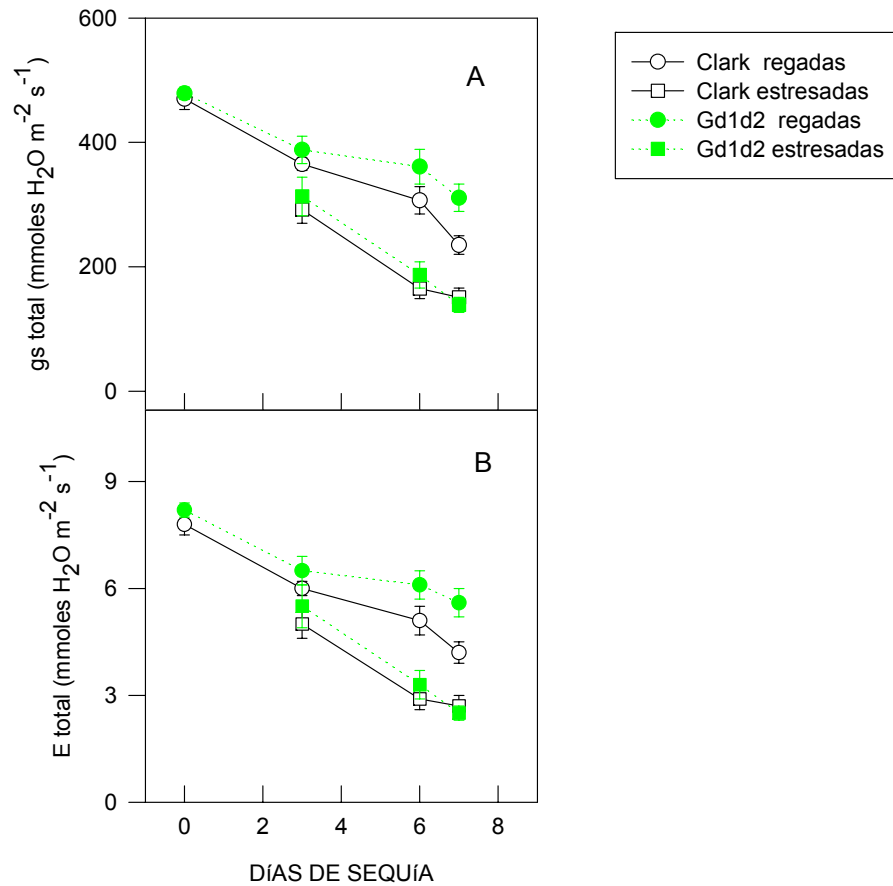 600
A
400
200
0
gs total (mmoles H2O m-2 s-1)
Clark regadas
Clark estresadas
Gd1d2 regadas
Gd1d2 estresadas
B
9
6
3
0
E total (mmoles H2O m-2 s-1)
0 2 4 6 8
DíAS DE SEQUíA